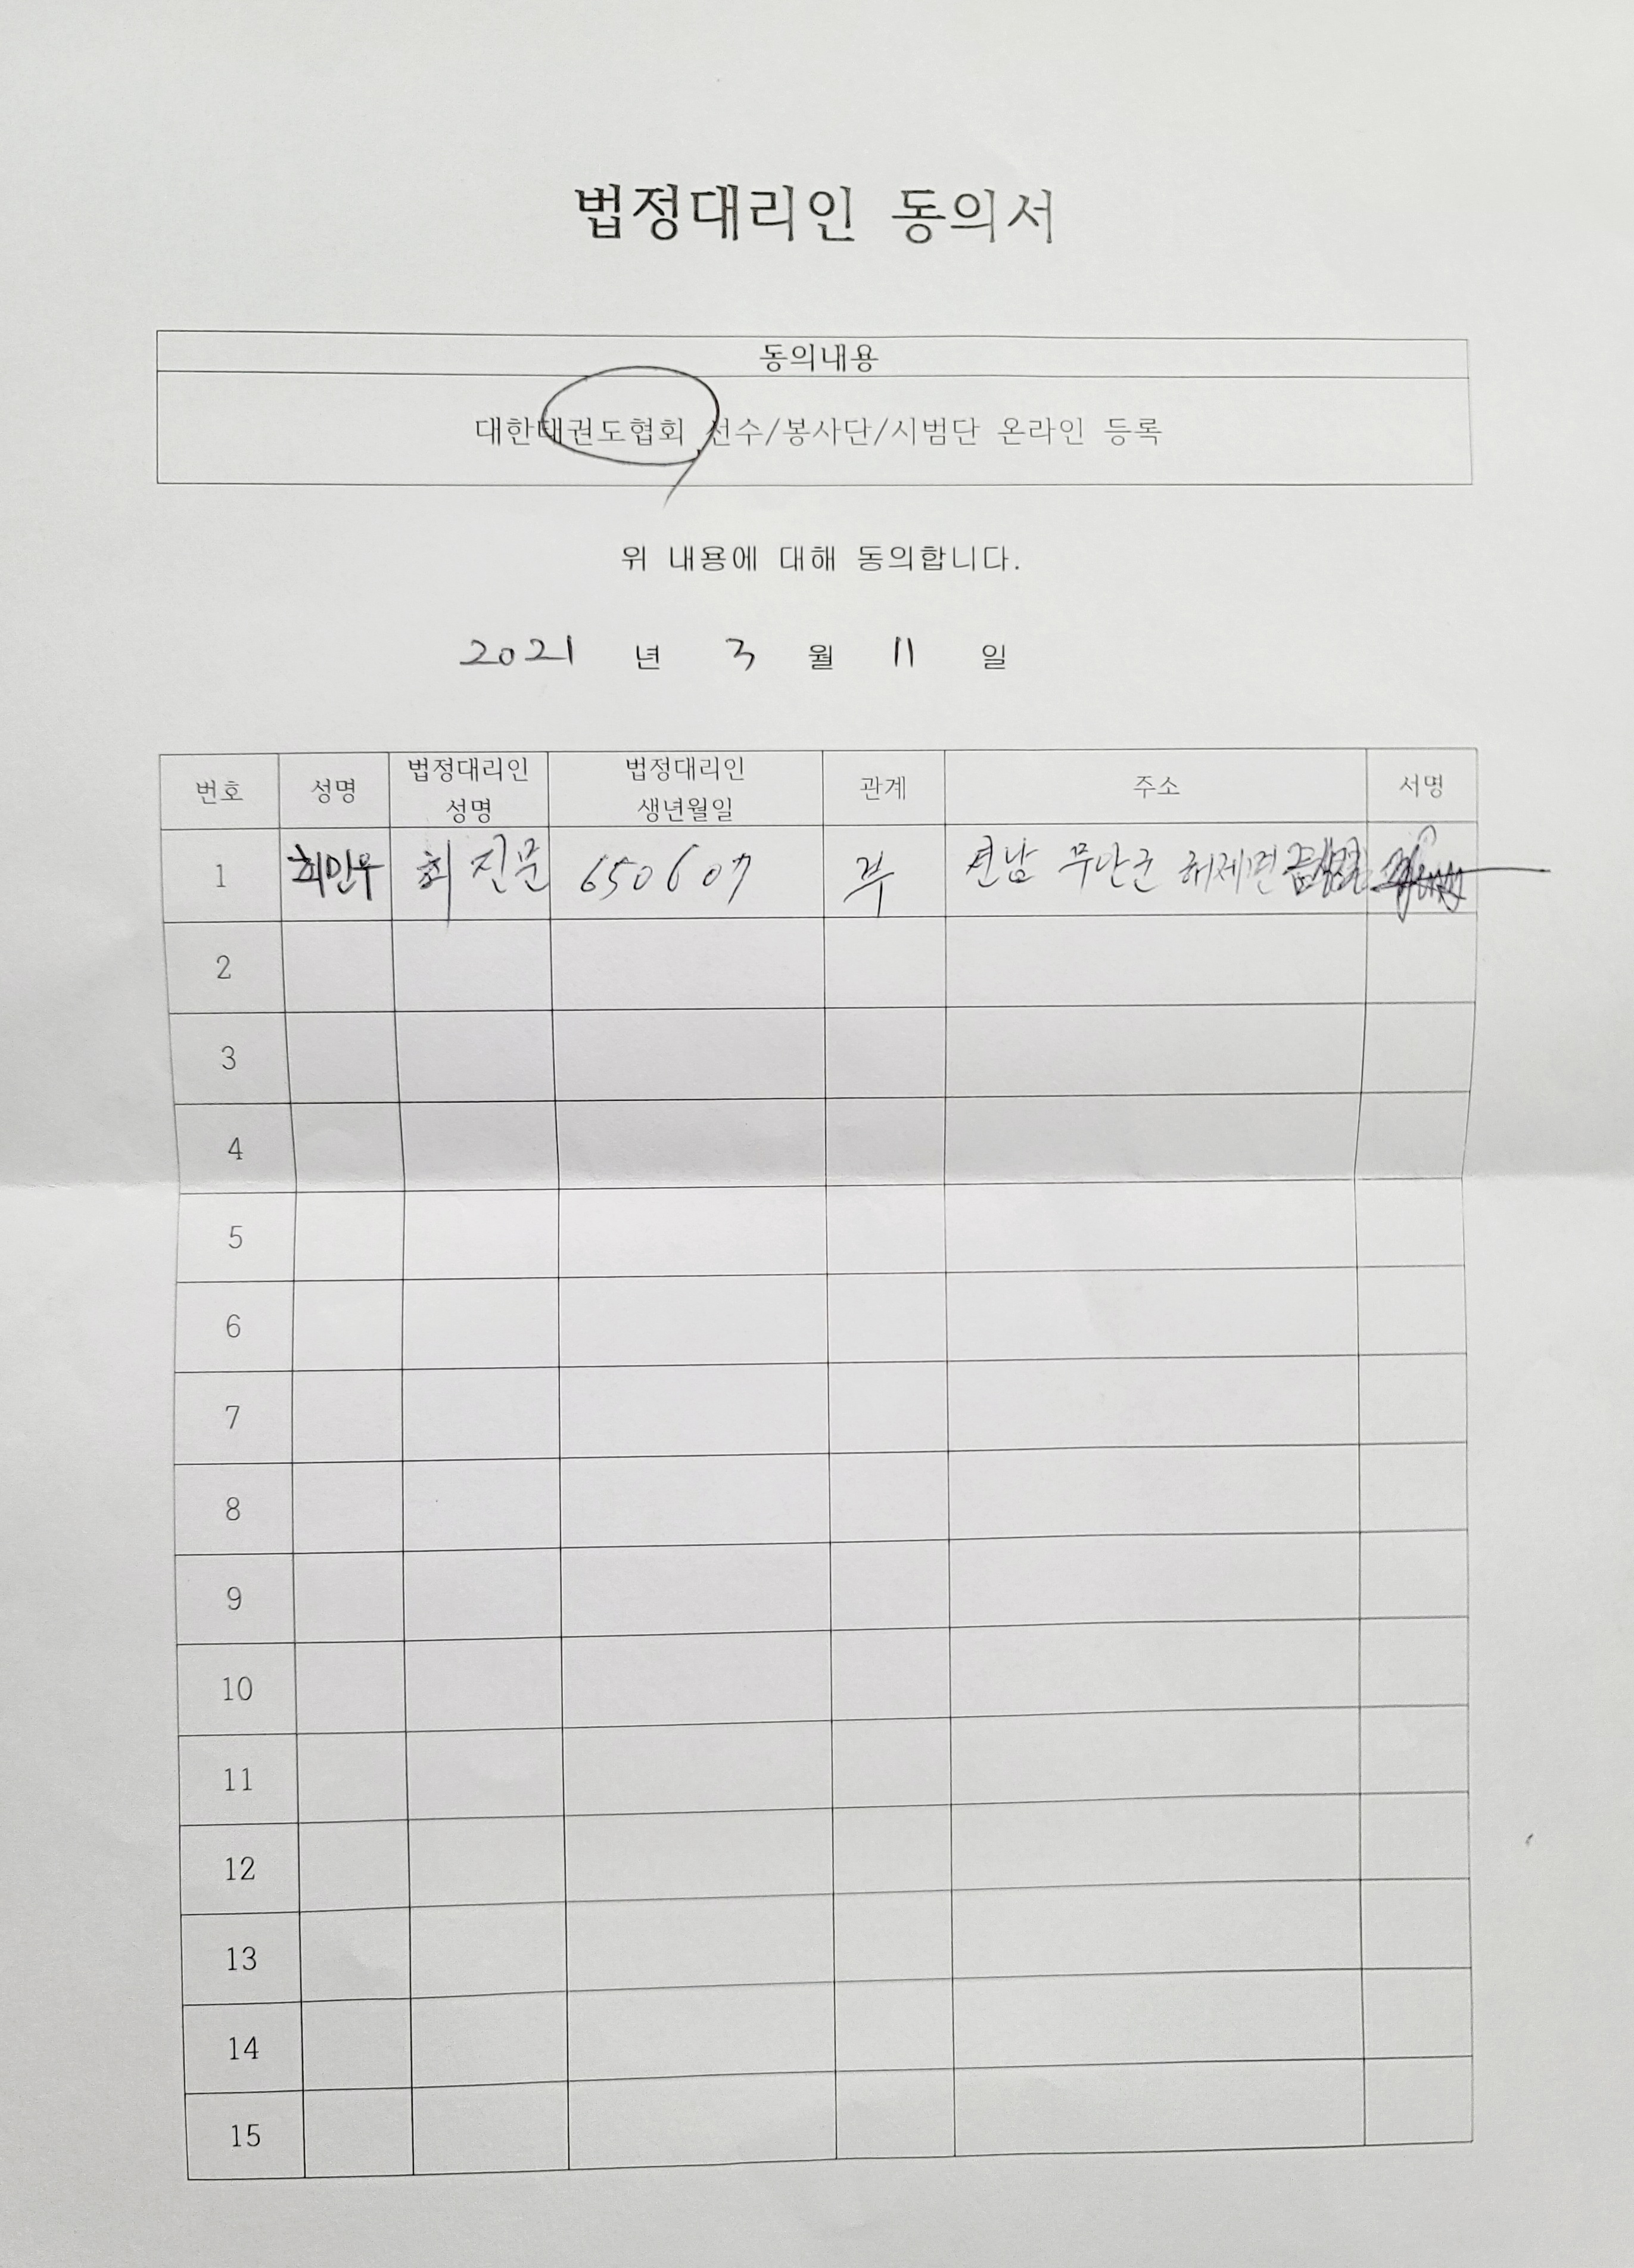 법정대리인 동의서
동의내용
대한태권도협회 선수/봉사단/시범단 온라인 등록
위 내용에 대해 동의합니다.
2021 년 3 월 11 일
번호 성명 법정대리인 성명 법정대리인 생년월일 관계 주소 서명
1 최민우 최진문 650607 부 전남 무안군 해제면
2
3
4
5
6
7
8
9
10
11
12
13
14
15